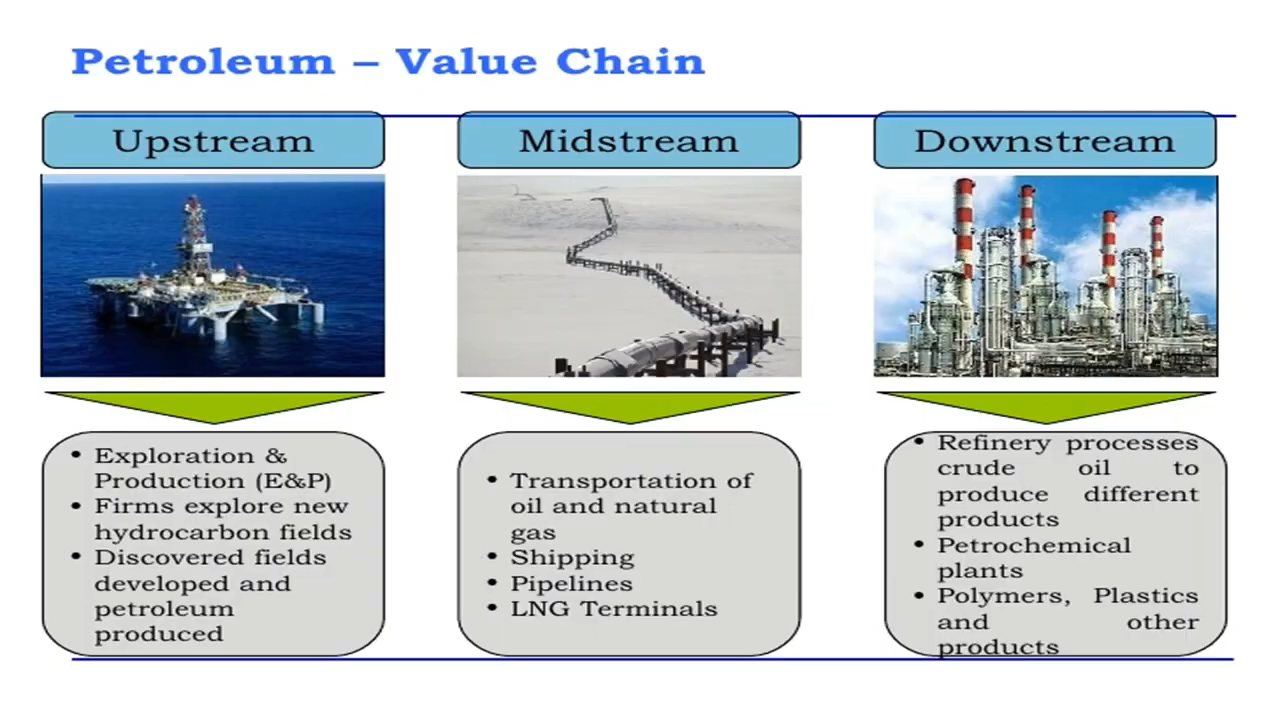 Petroleum – Value Chain
Upstream
Midstream
Downstream
• Exploration &
Production (E&P)
• Firms explore new
hydrocarbon fields
• Discovered fields
developed and
petroleum
produced
• Transportation of
oil and natural
gas
• Shipping
• Pipelines
• LNG Terminals
• Refinery processes
crude oil to
produce different
products
• Petrochemical
plants
• Polymers, Plastics
and other
products